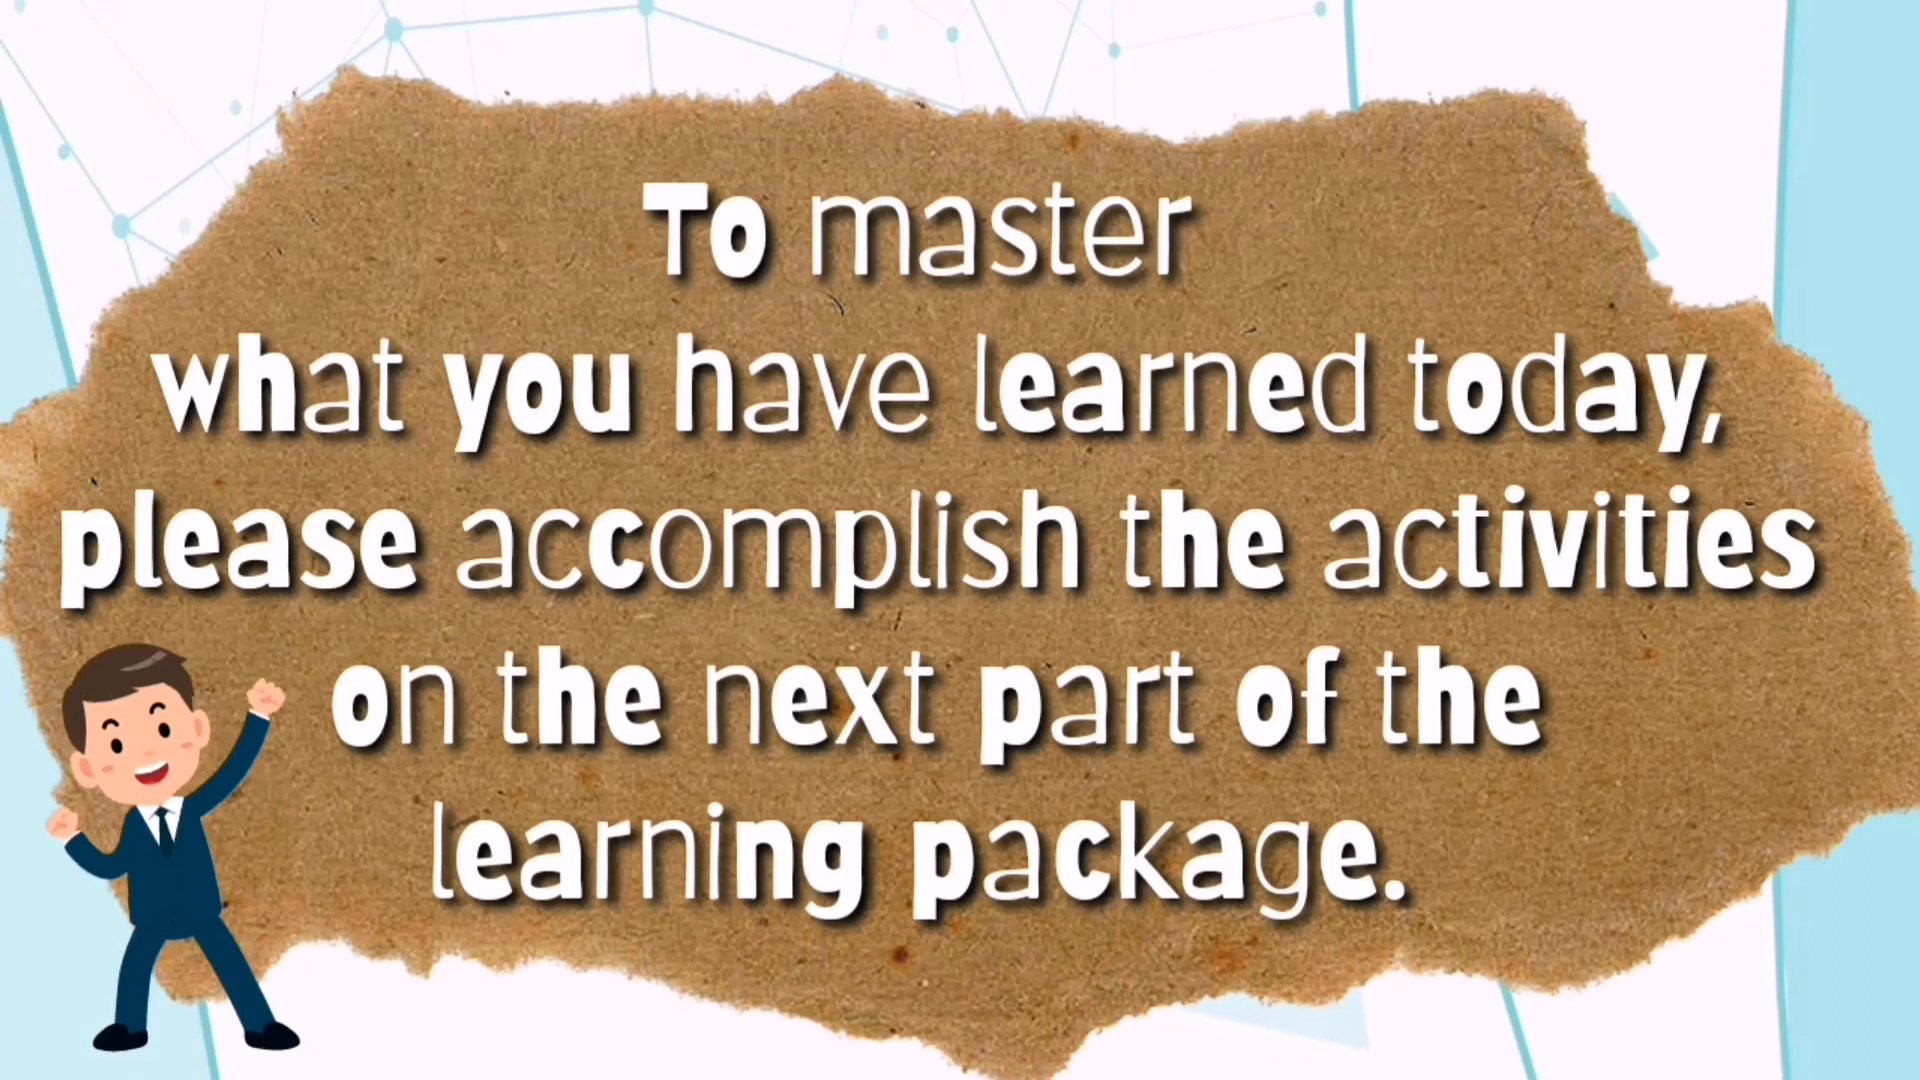 To master
what you have learned today,
please accomplish the activities
on the next part of the
learning package.